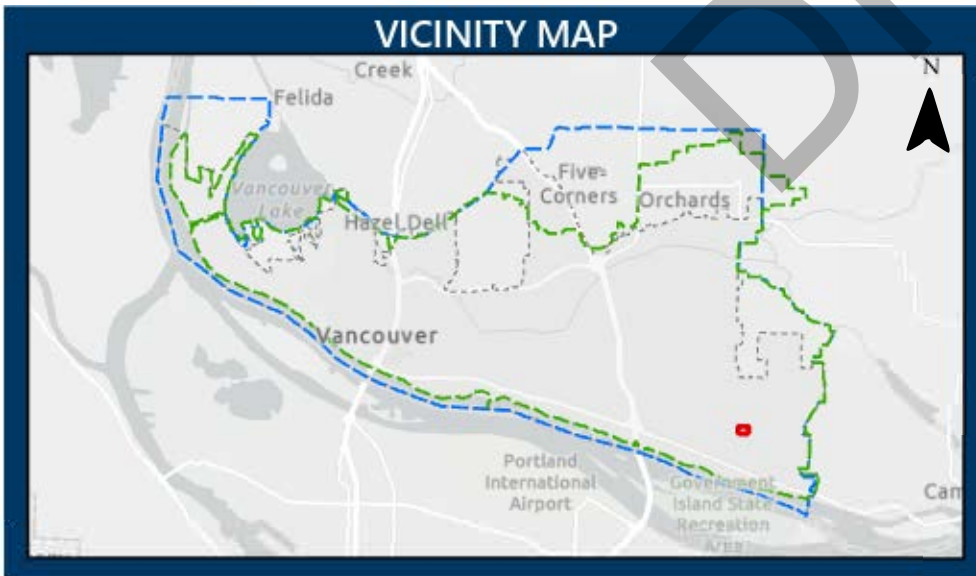 VICINITY MAP
Creek
N
Felida
Five
Corners
Vancouver
Lake
Orchards
Hazel Dell
Vancouver
Portland
International
Airport
Government
Island State
Recreation
Area
Cam